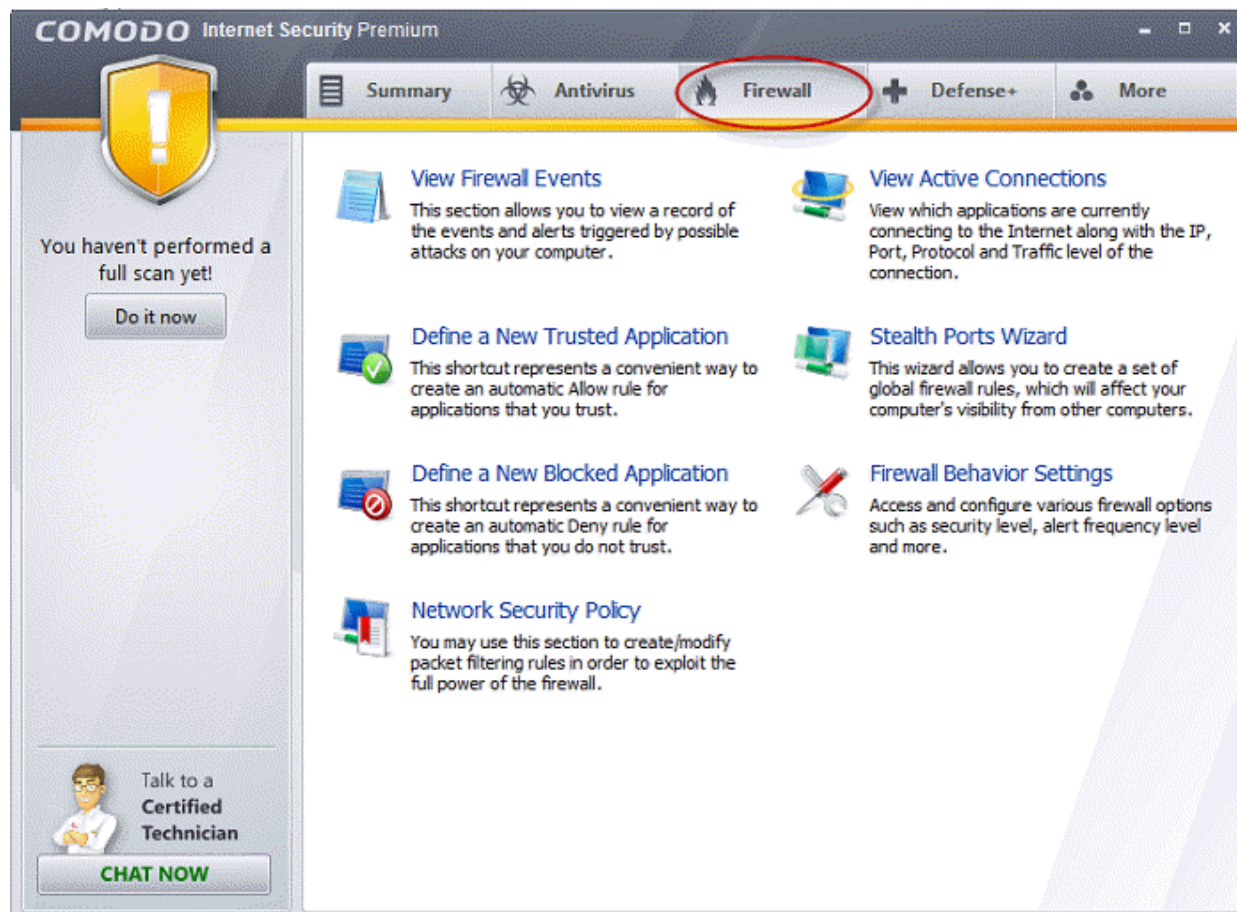 COMODO Internet Security Premium
Summary
Antivirus
Firewall
Defense+
More
You haven't performed a
full scan yet!
Do it now
View Firewall Events
This section allows you to view a record of
the events and alerts triggered by possible
attacks on your computer.
View Active Connections
View which applications are currently
connecting to the Internet along with the IP,
Port, Protocol and Traffic level of the
connection.
Define a New Trusted Application
This shortcut represents a convenient way to
create an automatic Allow rule for
applications that you trust.
Stealth Ports Wizard
This wizard allows you to create a set of
global firewall rules, which will affect your
computer's visibility from other computers.
Define a New Blocked Application
This shortcut represents a convenient way to
create an automatic Deny rule for
applications that you do not trust.
Firewall Behavior Settings
Access and configure various firewall options
such as security level, alert frequency level
and more.
Network Security Policy
You may use this section to create/modify
packet filtering rules in order to exploit the
full power of the firewall.
Talk to a
Certified
Technician
CHAT NOW